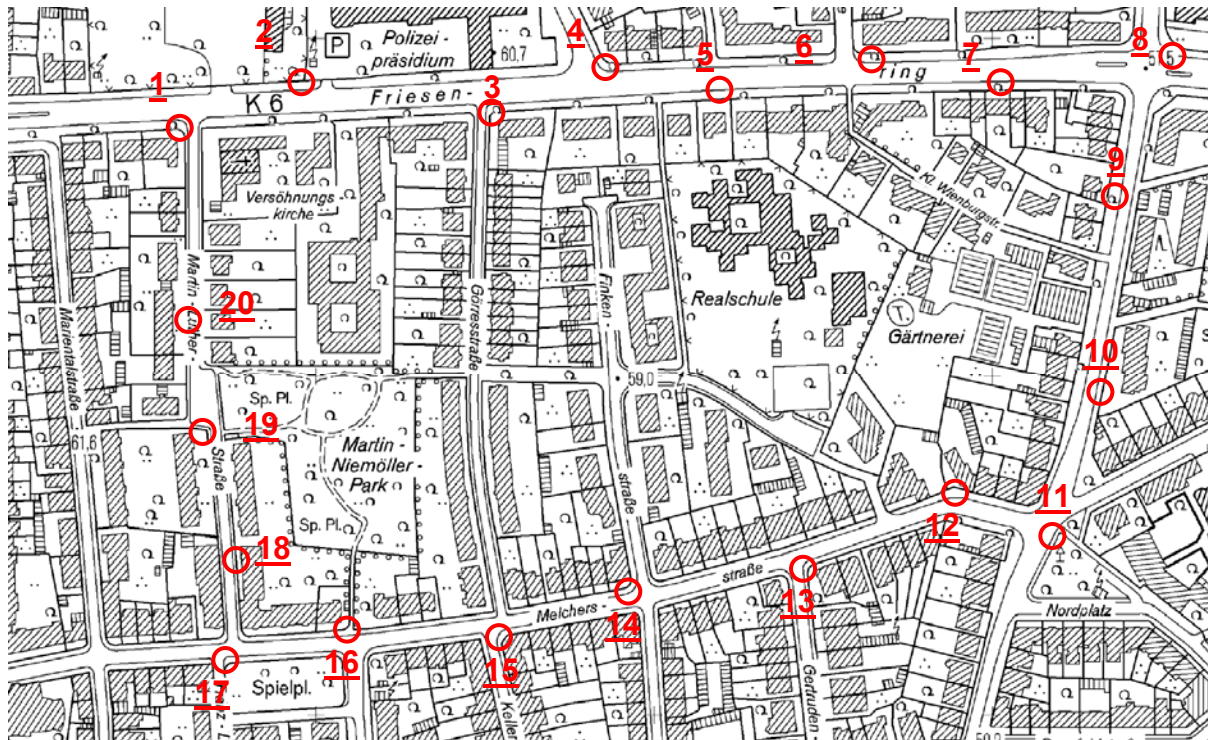 2
4
8
P
Polizei-
präsidium
60,7
5
6
1
3
7
K 6
Friesen-
ring
9
Versöhnungs
kirche
Kl. Wienburgstr.
20
Martin-Luther-
Görresstraße
Finken-
Realschule
T
Gärtnerei
Marientalstraße
10
59,0
Sp. Pl.
19
61,6
Martin
Niemöller-
Park
Straße
straße
Sp. Pl.
11
12
18
straße
13
Melchers-
14
Nordplatz
15
16
17
Spielpl.
Keller
Gertruden-